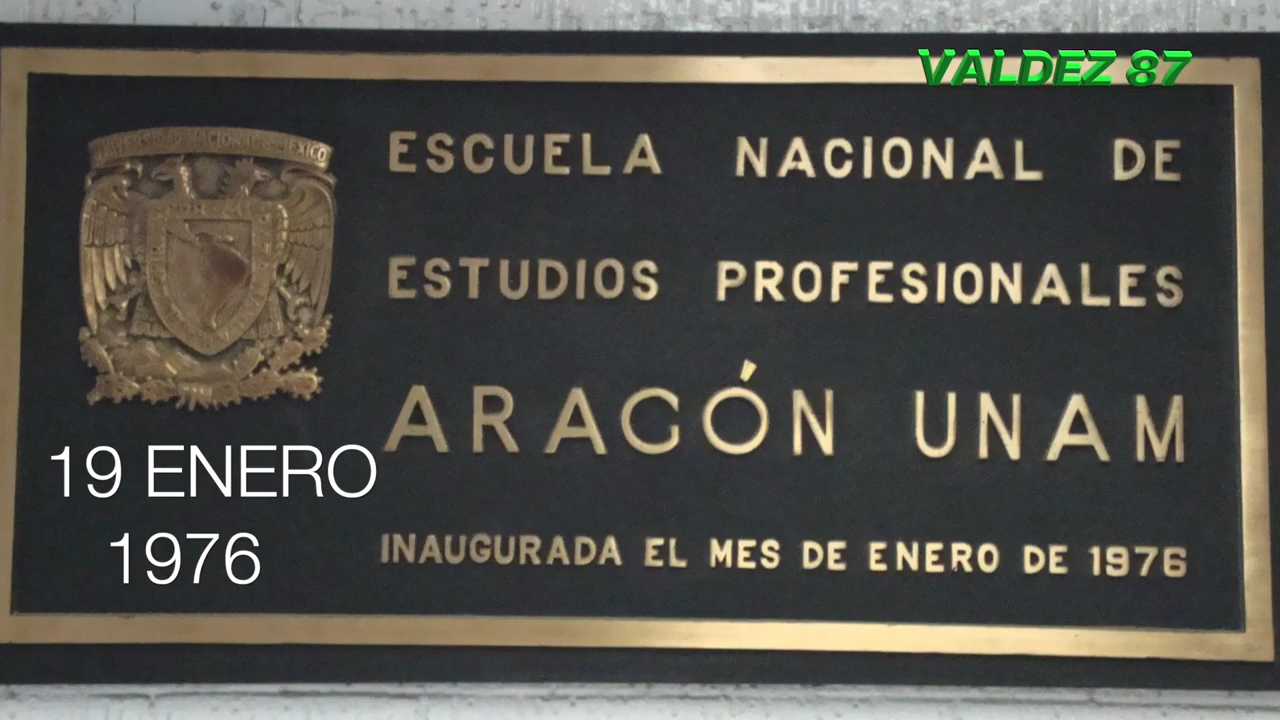 VALDEZ 87
ESCUELA NACIONAL DE
ESTUDIOS PROFESIONALES
ARAGÓN UNAM
INAUGURADA EL MES DE ENERO DE 1976
19 ENERO
1976